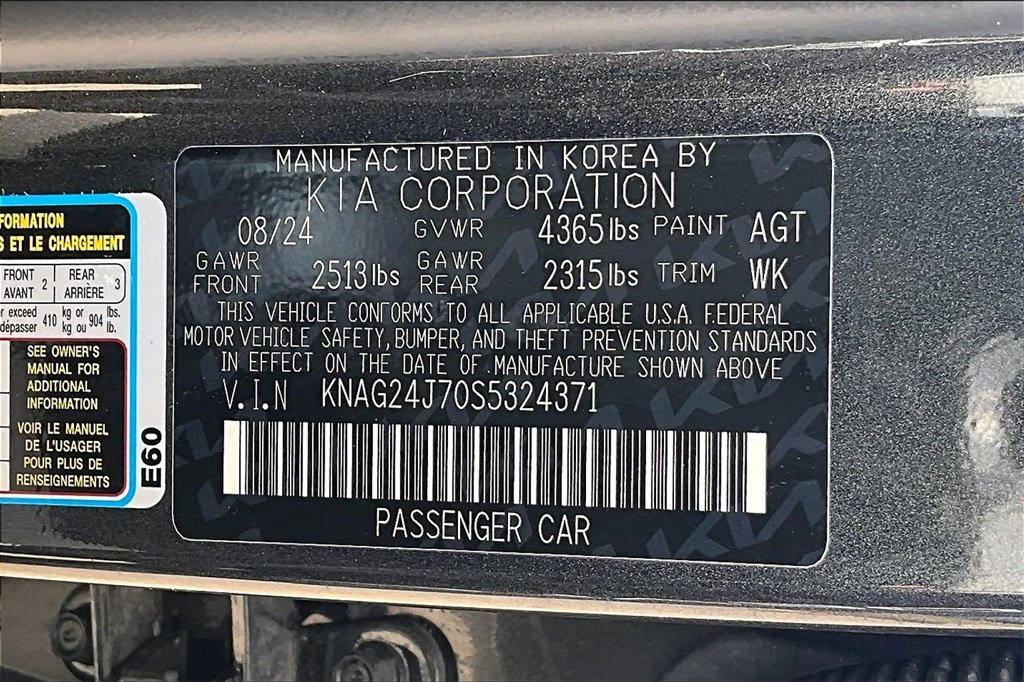 MANUFACTURED IN KOREA BY
KIA CORPORATION
08/24 GVWR 4365 lbs PAINT AGT
GAWR FRONT 2513 lbs GAWR REAR 2315 lbs TRIM WK
THIS VEHICLE CONFORMS TO ALL APPLICABLE U.S.A. FEDERAL
MOTOR VEHICLE SAFETY, BUMPER, AND THEFT PREVENTION STANDARDS
IN EFFECT ON THE DATE OF MANUFACTURE SHOWN ABOVE
V.I.N KNAG24J70S5324371
PASSENGER CAR
FORMATION
S ET LE CHARGEMENT
FRONT AVANT 2 REAR ARRIÈRE 3
r exceed dépasser 410 kg or kg ou 904 lbs. lb.
SEE OWNER'S
MANUAL FOR
ADDITIONAL
INFORMATION
VOIR LE MANUEL
DE L'USAGER
POUR PLUS DE
RENSEIGNEMENTS
E60